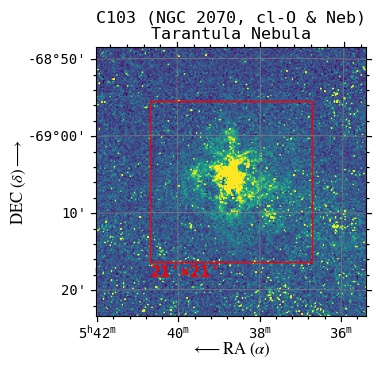 C103 (NGC 2070, cl-O & Neb)
Tarantula Nebula
-68°50'
-69°00'
10'
20'
DEC (δ) ⟶
21'×21'
5ʰ42ᵐ 40ᵐ 38ᵐ 36ᵐ
⟵ RA (α)